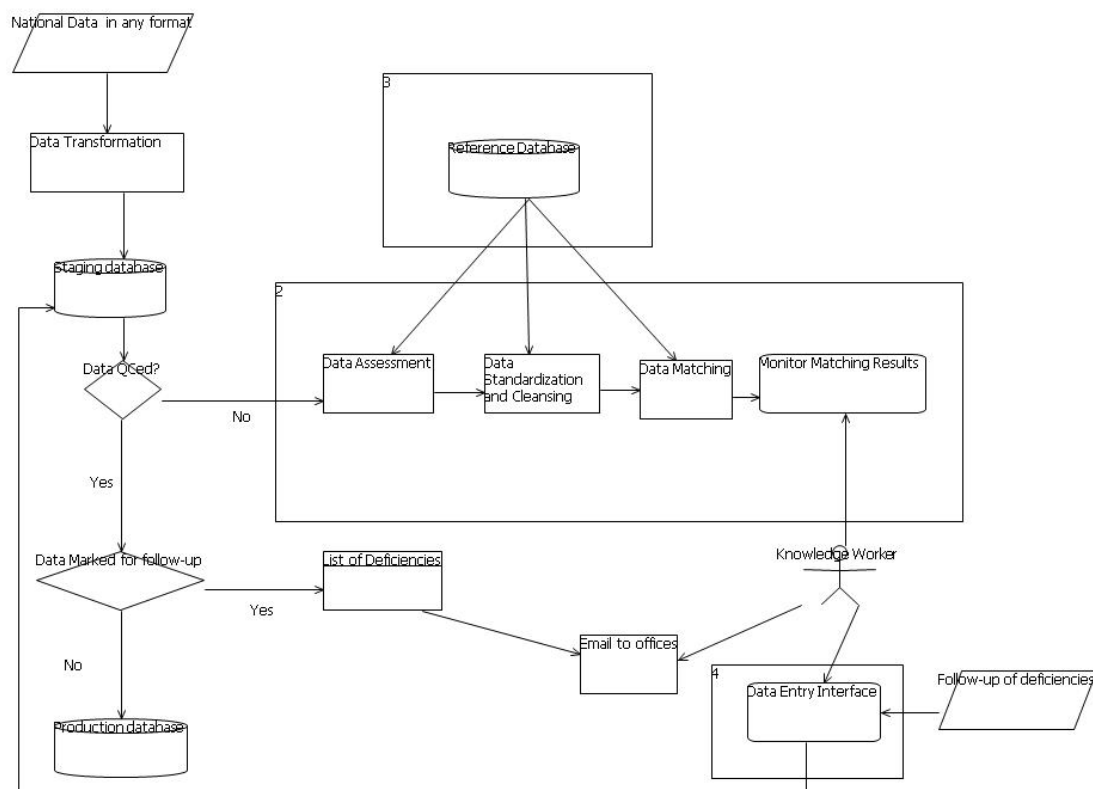 National Data  in any format
3
Data Transformation
Reference Database
Staging database
2
Data QCed?
Data Assessment
Data
Standardization
and Cleansing
Data Matching
Monitor Matching Results
No
Yes
Data Marked for follow-up
List of Deficiencies
Knowledge Worker
Yes
Email to offices
No
4
Data Entry Interface
Follow-up of deficiencies
Production database